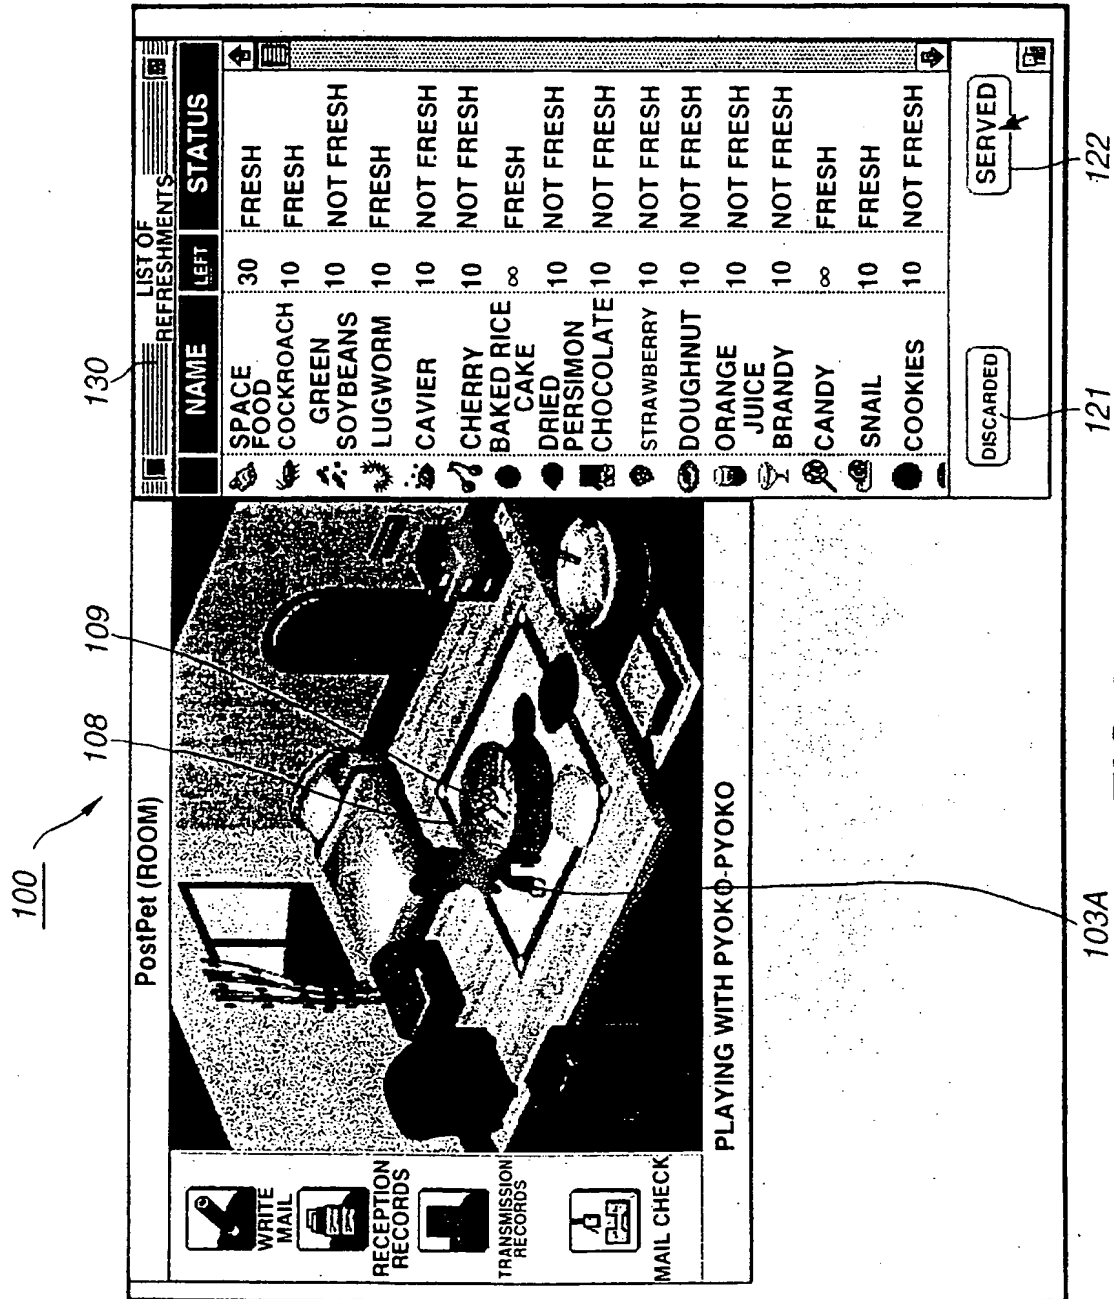 100
PostPet (ROOM)
WRITE
MAIL
RECEPTION
RECORDS
TRANSMISSION
RECORDS
MAIL CHECK
108
109
103A
PLAYING WITH PYOKO-PYOKO
130
LIST OF
REFRESHMENTS
NAME LEFT STATUS
SPACE
FOOD 30 FRESH
COCKROACH 10 FRESH
GREEN
SOYBEANS 10 NOT FRESH
LUGWORM 10 FRESH
CAVIER 10 NOT FRESH
CHERRY 10 NOT FRESH
BAKED RICE
CAKE ∞ FRESH
DRIED
PERSIMON 10 NOT FRESH
CHOCOLATE 10 NOT FRESH
STRAWBERRY 10 NOT FRESH
DOUGHNUT 10 NOT FRESH
ORANGE
JUICE 10 NOT FRESH
BRANDY 10 NOT FRESH
CANDY ∞ FRESH
SNAIL 10 FRESH
COOKIES 10 NOT FRESH
DISCARDED SERVED
121 122